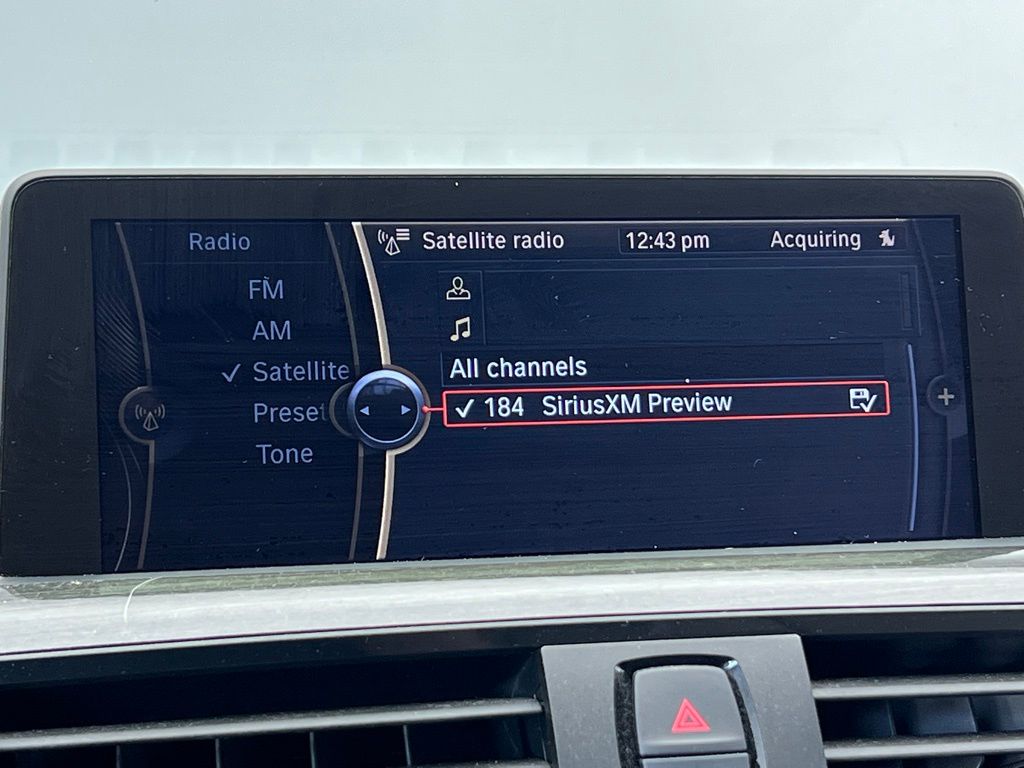 Radio
FM
AM
✓ Satellite
Preset
Tone
Satellite radio 12:43 pm Acquiring
All channels
✓ 184 SiriusXM Preview